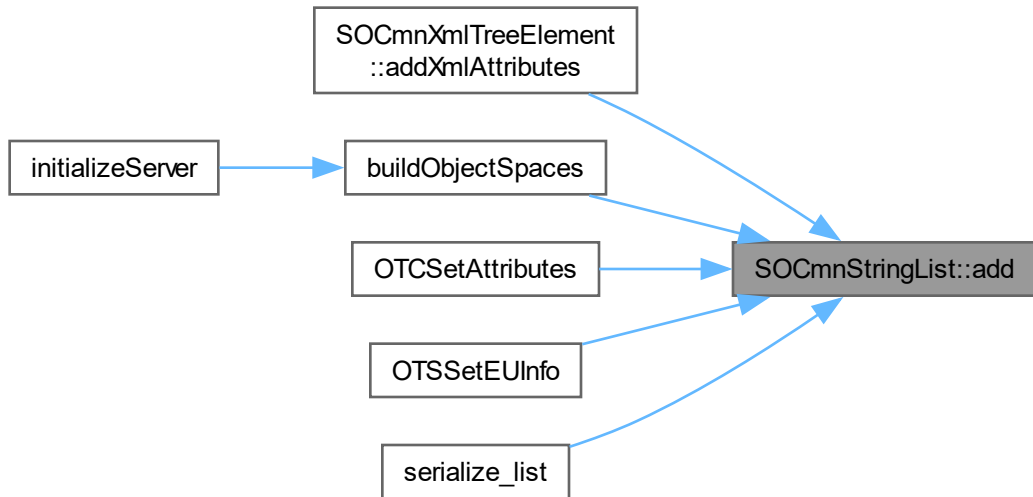 SOCmnXmlTreeElement
::addXmlAttributes
initializeServer
buildObjectSpaces
OTCSetAttributes
SOCmnStringList::add
OTSSetEUInfo
serialize_list